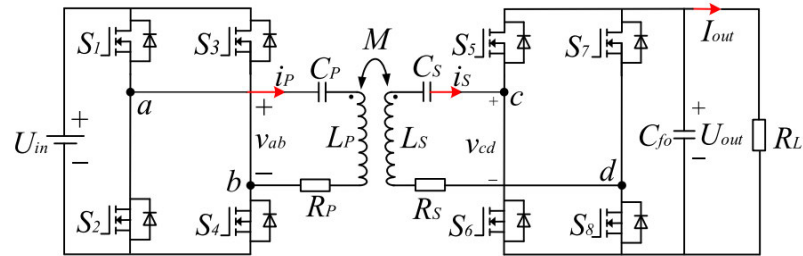 S1
S3
M
S5
S7
Iout
iP
CP
CS
iS
a
+
+
c
+
Uin
+
−
vab
LP
LS
vcd
Cfo
Uout
RL
b
−
−
d
−
S2
S4
RP
RS
S6
S8